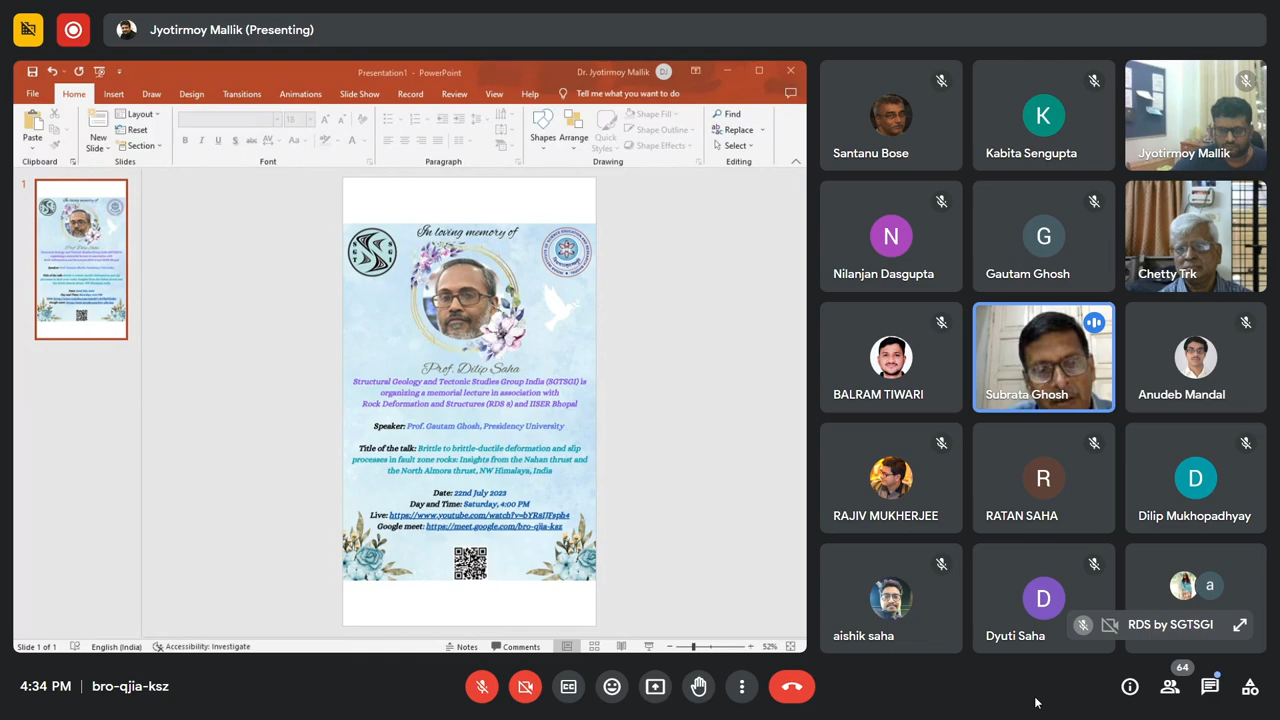 Jyotirmoy Mallik (Presenting)
Presentation1 - PowerPoint
Dr. Jyotirmoy Mallik
DJ
File Home Insert Draw Design Transitions Animations Slide Show Record Review View Help Tell me what you want to do
Paste
Clipboard
New
Slide
Layout
Reset
Section
Slides
18
Font
Paragraph
Shapes
Arrange
Quick
Styles
Shape Fill
Shape Outline
Shape Effects
Drawing
Find
Replace
Select
Editing
1
In loving memory of
Prof. Dilip Saha
Structural Geology and Tectonic Studies Group India (SGTSGI) is
organizing a memorial lecture in association with
Rock Deformation and Structures (RDS 8) and IISER Bhopal
Speaker: Prof. Gautam Ghosh, Presidency University
Title of the talk: Brittle to brittle-ductile deformation and slip
processes in fault zone rocks: Insights from the Nahan thrust and
the North Almora thrust, NW Himalaya, India
Date: 22nd July 2023
Day and Time: Saturday, 4:00 PM
Google meet: https://meet.google.com/bro-qjia-ksz
Slide 1 of 1
English (India)
Accessibility: Investigate
Notes
Comments
52%
Santanu Bose
K
Kabita Sengupta
Jyotirmoy Mallik
N
Nilanjan Dasgupta
G
Gautam Ghosh
Chetty Trk
BALRAM TIWARI
Subrata Ghosh
Anudeb Mandal
RAJIV MUKHERJEE
R
RATAN SAHA
D
Dilip Mukhopadhyay
aishik saha
D
Dyuti Saha
a
RDS by SGTSGI
4:34 PM
bro-qjia-ksz
64